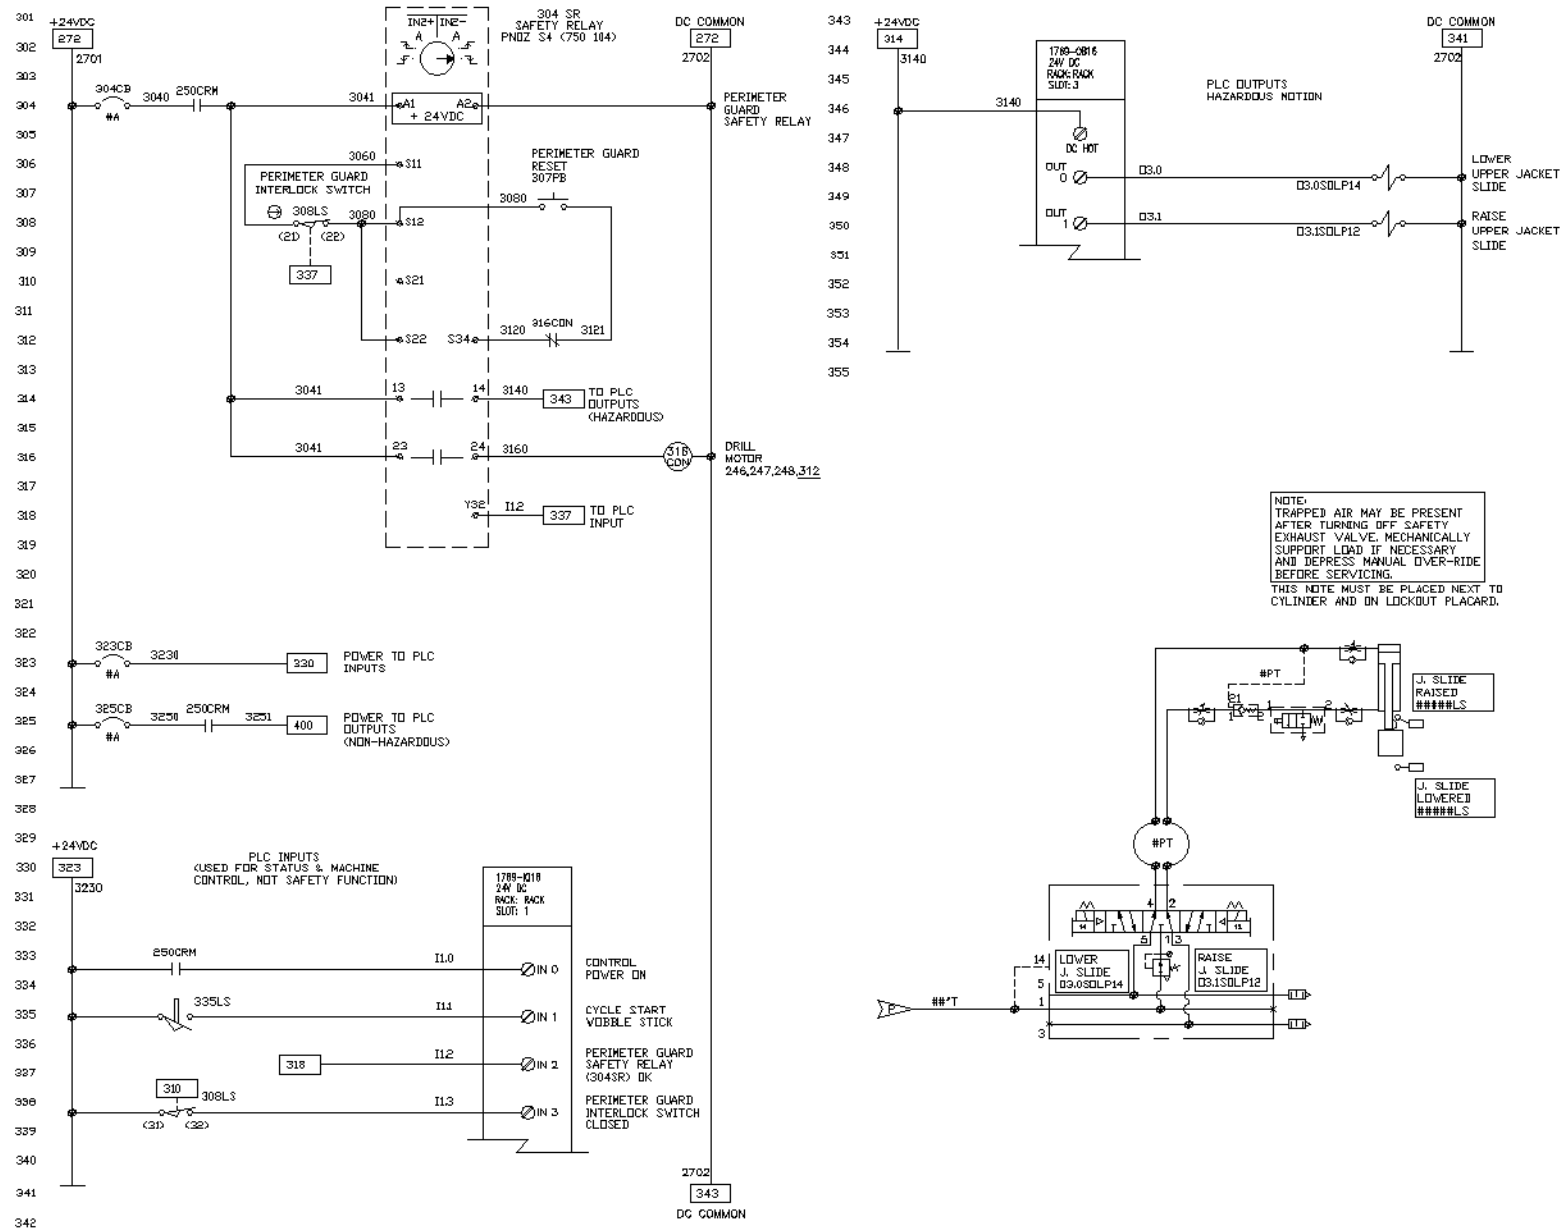 301
302
303
304
305
306
307
308
309
310
311
312
313
314
315
316
317
318
319
320
321
322
323
324
325
326
327
328
329
330
331
332
333
334
335
336
337
338
339
340
341
342
+24VDC
272
2701
304CB
#A
3040
250CRM
3041
IN2+ IN2-
A A
304 SR
SAFETY RELAY
PNOZ S4 (750 104)
A1 A2
+ 24VDC
DC COMMON
272
2702
PERIMETER
GUARD
SAFETY RELAY
3060
S11
PERIMETER GUARD
INTERLOCK SWITCH
308LS
(21) (22)
3080
S12
337
PERIMETER GUARD
RESET
307PB
3080
S21
S22
S34
3120
316CON
3121
3041
13
14
3140
343
TO PLC
OUTPUTS
(HAZARDOUS)
3041
23
24
3160
316
CON
DRILL
MOTOR
246,247,248,312
Y32
I1.2
337
TO PLC
INPUT
323CB
#A
3230
330
POWER TO PLC
INPUTS
325CB
#A
3250
250CRM
3251
400
POWER TO PLC
OUTPUTS
(NON-HAZARDOUS)
+24VDC
323
3230
PLC INPUTS
(USED FOR STATUS & MACHINE
CONTROL, NOT SAFETY FUNCTION)
1769-IQ16
24V DC
RACK: RACK
SLOT: 1
250CRM
I1.0
IN 0
CONTROL
POWER ON
335LS
I1.1
IN 1
CYCLE START
WOBBLE STICK
318
I1.2
IN 2
PERIMETER GUARD
SAFETY RELAY
(304SR) OK
310
308LS
(31) (32)
I1.3
IN 3
PERIMETER GUARD
INTERLOCK SWITCH
CLOSED
2702
343
DC COMMON
343
344
345
346
347
348
349
350
351
352
353
354
355
+24VDC
314
3140
1769-OB16
24V DC
RACK: RACK
SLOT: 3
3140
DC HOT
OUT
0
OUT
1
PLC OUTPUTS
HAZARDOUS MOTION
DC COMMON
341
2702
O3.0
O3.0SOLP14
LOWER
UPPER JACKET
SLIDE
O3.1
O3.1SOLP12
RAISE
UPPER JACKET
SLIDE
NOTE:
TRAPPED AIR MAY BE PRESENT
AFTER TURNING OFF SAFETY
EXHAUST VALVE. MECHANICALLY
SUPPORT LOAD IF NECESSARY
AND DEPRESS MANUAL OVER-RIDE
BEFORE SERVICING.
THIS NOTE MUST BE PLACED NEXT TO
CYLINDER AND ON LOCKOUT PLACARD.
#PT
21
1 2
1 2
J. SLIDE
RAISED
#####LS
J. SLIDE
LOWERED
#####LS
#PT
4 2
14 12
5 1 3
14
5
1
3
LOWER
J. SLIDE
O3.0SOLP14
RAISE
J. SLIDE
O3.1SOLP12
P
##"T